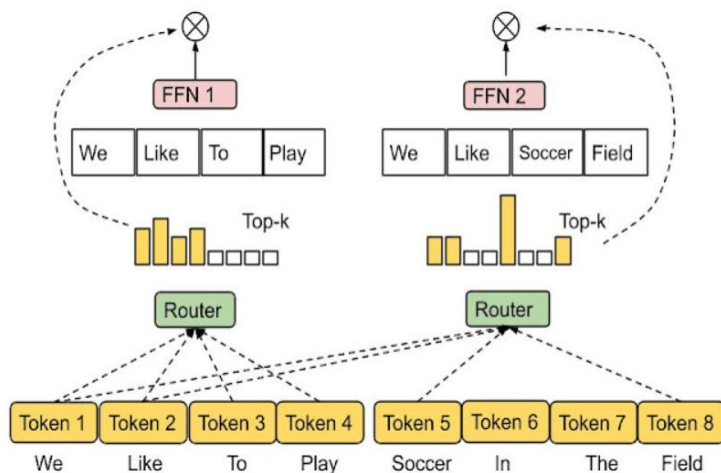 FFN 1 FFN 2
We Like To Play We Like Soccer Field
Top-k Top-k
Router Router
Token 1 Token 2 Token 3 Token 4 Token 5 Token 6 Token 7 Token 8
We Like To Play Soccer In The Field